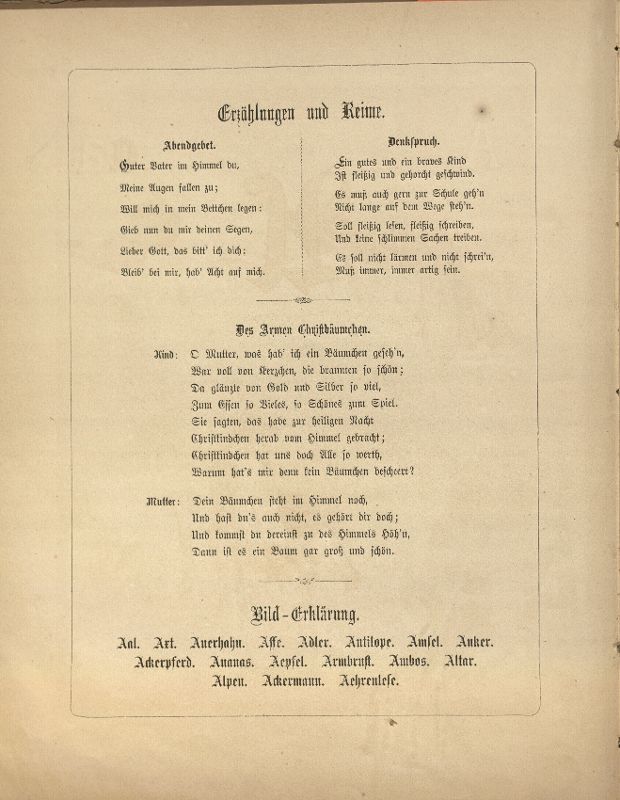 Erzählungen und Reime.
Abendgebet.
Guter Vater im Himmel du,
Meine Augen fallen zu;
Will mich in mein Bettchen legen:
Gieb nun du mir deinen Segen,
Lieber Gott, das bitt' ich dich:
Bleib' bei mir, hab' Acht auf mich.
Denkspruch.
Ein gutes und ein braves Kind
Ist fleißig und gehorcht geschwind.
Es muß auch gern zur Schule geh'n
Nicht lange auf dem Wege steh'n.
Soll fleißig lesen, fleißig schreiben,
Und keine schlimmen Sachen treiben.
Es soll nicht lärmen und nicht schrei'n,
Muß immer, immer artig sein.
Des Armen Christbäumchen.
Kind: O Mutter, was hab' ich ein Bäumchen geseh'n,
War voll von Kerzchen, die brannten so schön;
Da glänzte von Gold und Silber so viel,
Zum Essen so Vieles, so Schönes zum Spiel.
Sie sagten, das habe zur heiligen Nacht
Christkindchen herab vom Himmel gebracht;
Christkindchen hat uns doch Alle so werth,
Warum hat's mir denn kein Bäumchen bescheert?
Mutter: Dein Bäumchen steht im Himmel noch,
Und hast du's auch nicht, es gehört dir doch;
Und kommst du dereinst zu des Himmels Höh'n,
Dann ist es ein Baum gar groß und schön.
Bild-Erklärung.
Aal. Axt. Auerhahn. Affe. Adler. Antilope. Amsel. Anker.
Ackerpferd. Ananas. Aepfel. Armbrust. Ambos. Altar.
Alpen. Ackermann. Aehrenlese.